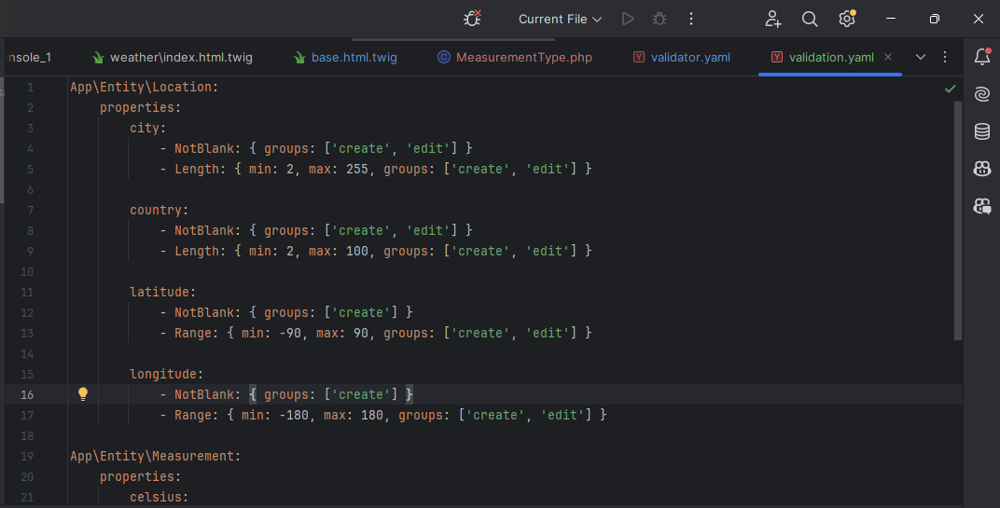 Current File
nsole_1
weather\index.html.twig
base.html.twig
C MeasurementType.php
Y validator.yaml
Y validation.yaml
1 App\Entity\Location:
2     properties:
3         city:
4             - NotBlank: { groups: ['create', 'edit'] }
5             - Length: { min: 2, max: 255, groups: ['create', 'edit'] }
6
7         country:
8             - NotBlank: { groups: ['create', 'edit'] }
9             - Length: { min: 2, max: 100, groups: ['create', 'edit'] }
10
11         latitude:
12             - NotBlank: { groups: ['create'] }
13             - Range: { min: -90, max: 90, groups: ['create', 'edit'] }
14
15         longitude:
16             - NotBlank: { groups: ['create'] }
17             - Range: { min: -180, max: 180, groups: ['create', 'edit'] }
18
19 App\Entity\Measurement:
20     properties:
21         celsius: